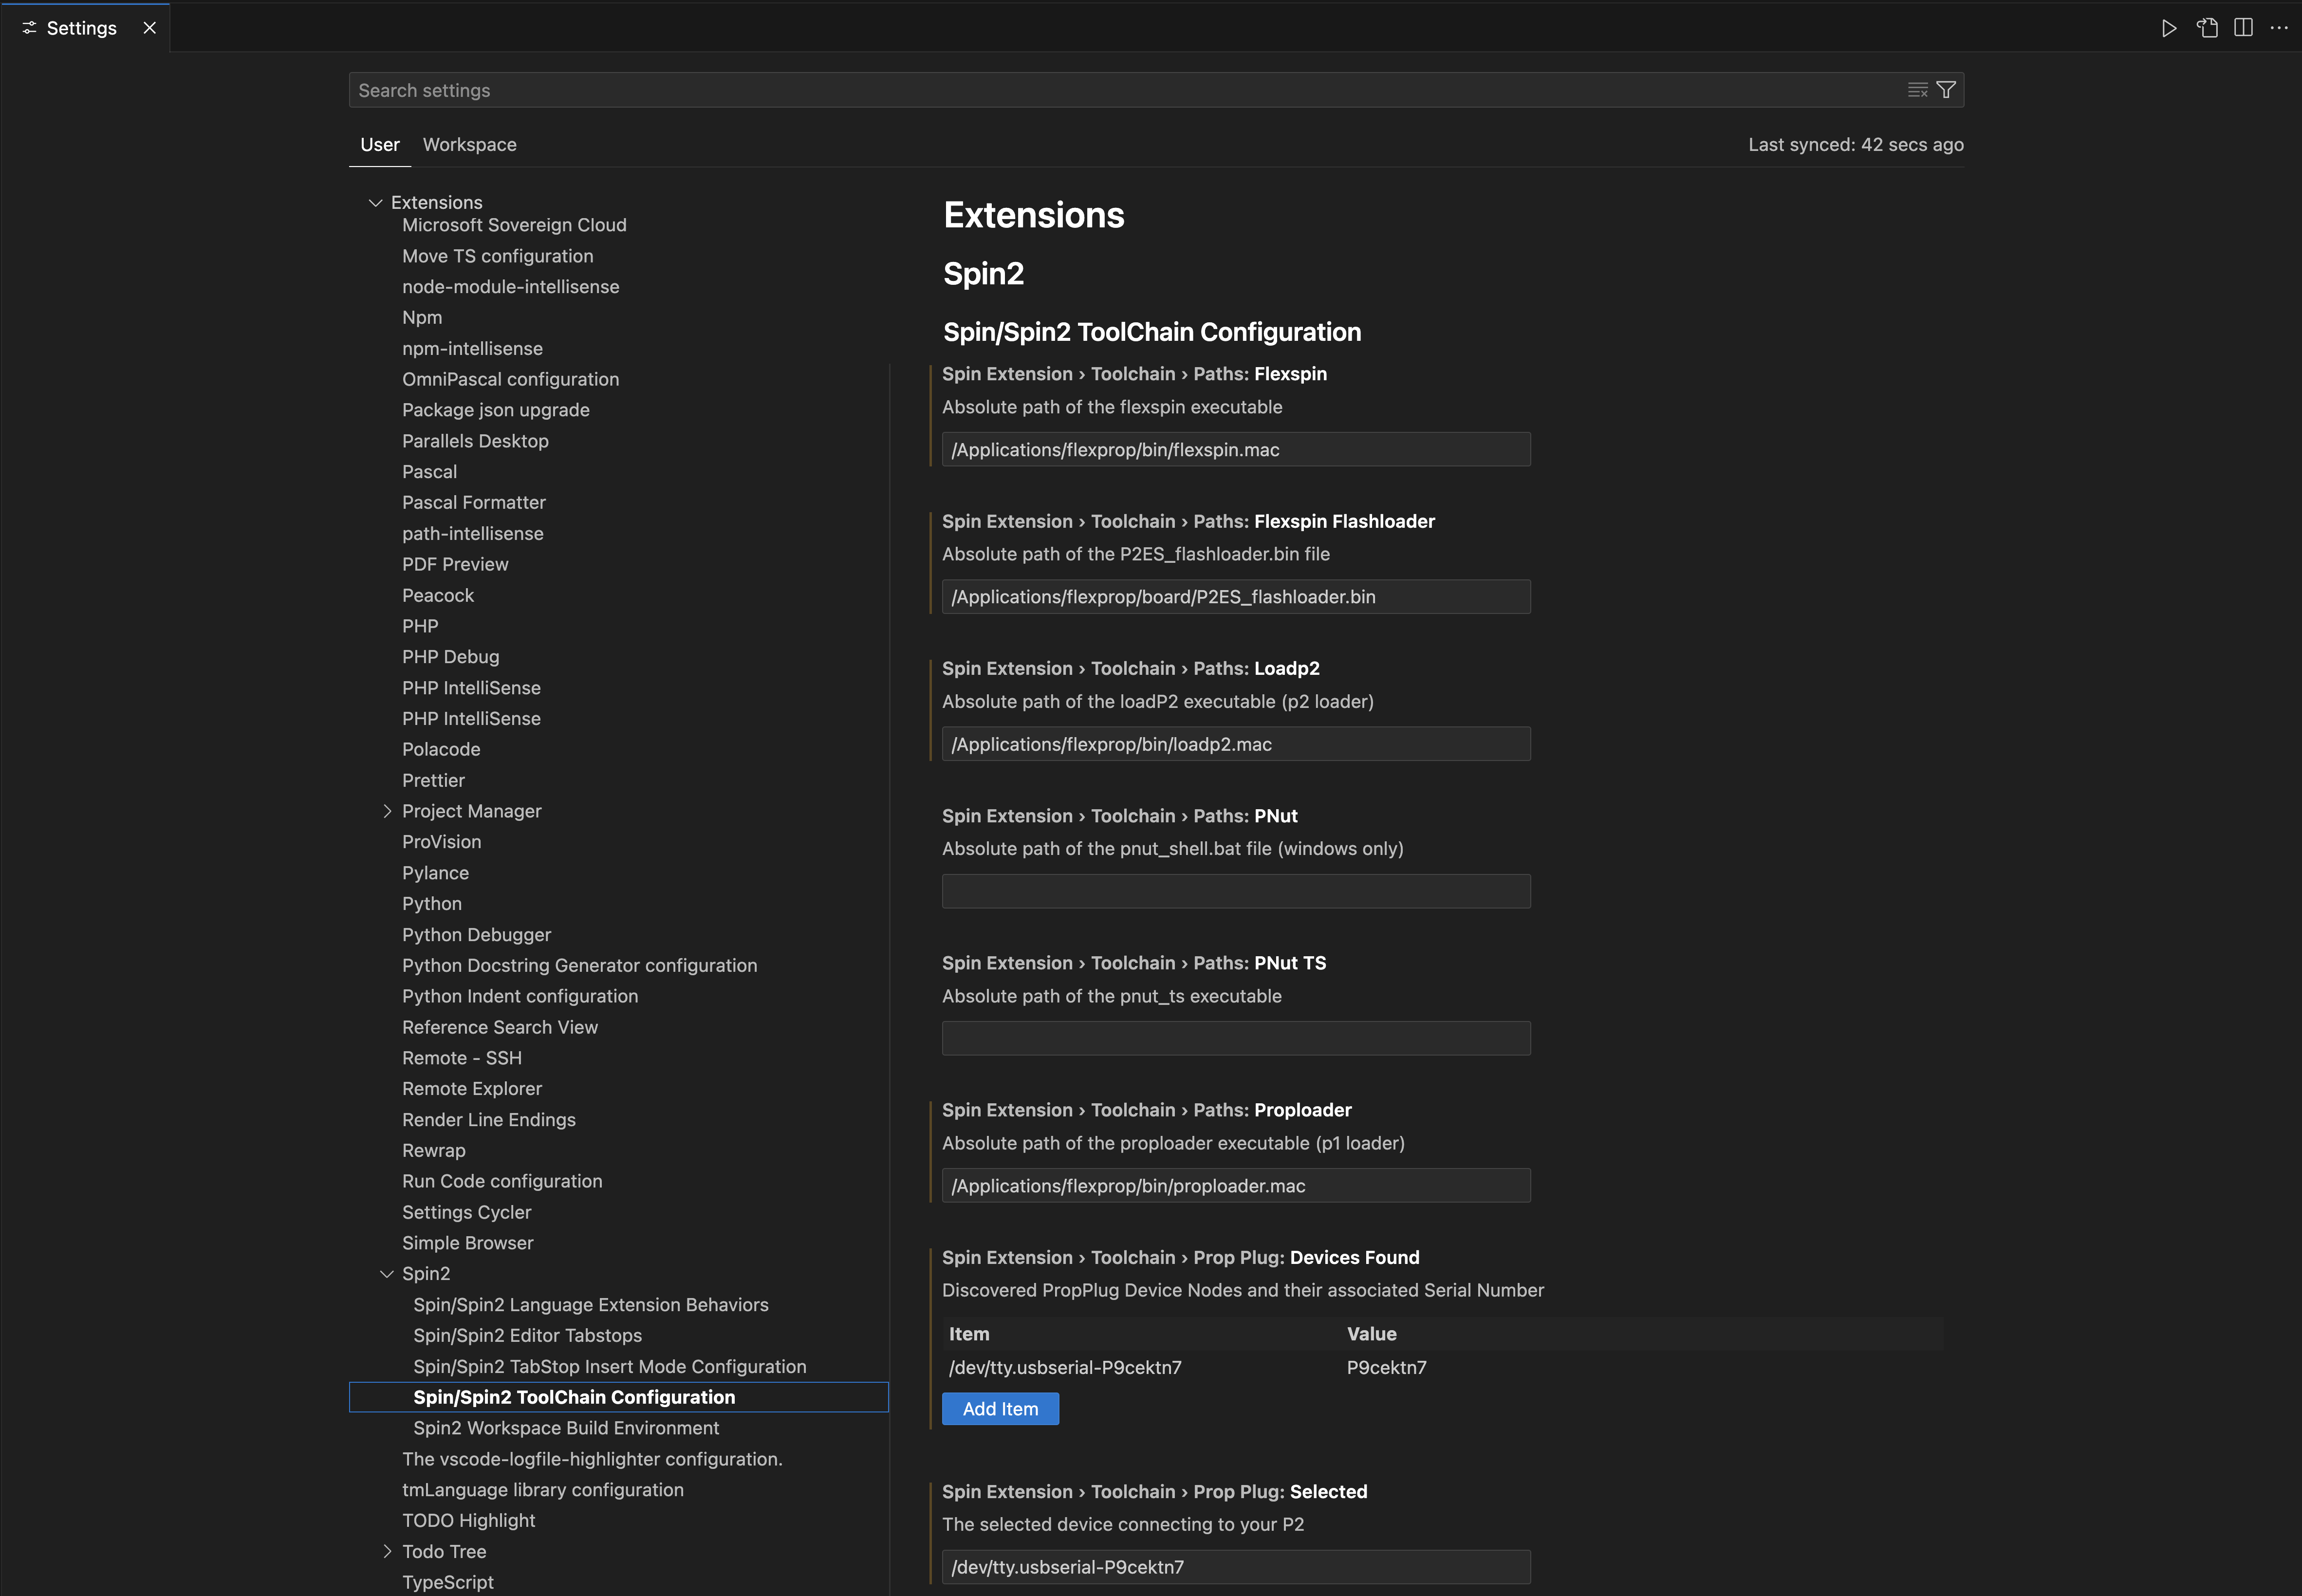 Settings
Search settings
User
Workspace
Last synced: 42 secs ago
Extensions
Microsoft Sovereign Cloud
Move TS configuration
node-module-intellisense
Npm
npm-intellisense
OmniPascal configuration
Package json upgrade
Parallels Desktop
Pascal
Pascal Formatter
path-intellisense
PDF Preview
Peacock
PHP
PHP Debug
PHP IntelliSense
PHP IntelliSense
Polacode
Prettier
Project Manager
ProVision
Pylance
Python
Python Debugger
Python Docstring Generator configuration
Python Indent configuration
Reference Search View
Remote - SSH
Remote Explorer
Render Line Endings
Rewrap
Run Code configuration
Settings Cycler
Simple Browser
Spin2
Spin/Spin2 Language Extension Behaviors
Spin/Spin2 Editor Tabstops
Spin/Spin2 TabStop Insert Mode Configuration
Spin/Spin2 ToolChain Configuration
Spin2 Workspace Build Environment
The vscode-logfile-highlighter configuration.
tmLanguage library configuration
TODO Highlight
Todo Tree
TypeScript
Extensions
Spin2
Spin/Spin2 ToolChain Configuration
Spin Extension › Toolchain › Paths: Flexspin
Absolute path of the flexspin executable
/Applications/flexprop/bin/flexspin.mac
Spin Extension › Toolchain › Paths: Flexspin Flashloader
Absolute path of the P2ES_flashloader.bin file
/Applications/flexprop/board/P2ES_flashloader.bin
Spin Extension › Toolchain › Paths: Loadp2
Absolute path of the loadP2 executable (p2 loader)
/Applications/flexprop/bin/loadp2.mac
Spin Extension › Toolchain › Paths: PNut
Absolute path of the pnut_shell.bat file (windows only)
Spin Extension › Toolchain › Paths: PNut TS
Absolute path of the pnut_ts executable
Spin Extension › Toolchain › Paths: Proploader
Absolute path of the proploader executable (p1 loader)
/Applications/flexprop/bin/proploader.mac
Spin Extension › Toolchain › Prop Plug: Devices Found
Discovered PropPlug Device Nodes and their associated Serial Number
Item Value
/dev/tty.usbserial-P9cektn7 P9cektn7
Add Item
Spin Extension › Toolchain › Prop Plug: Selected
The selected device connecting to your P2
/dev/tty.usbserial-P9cektn7